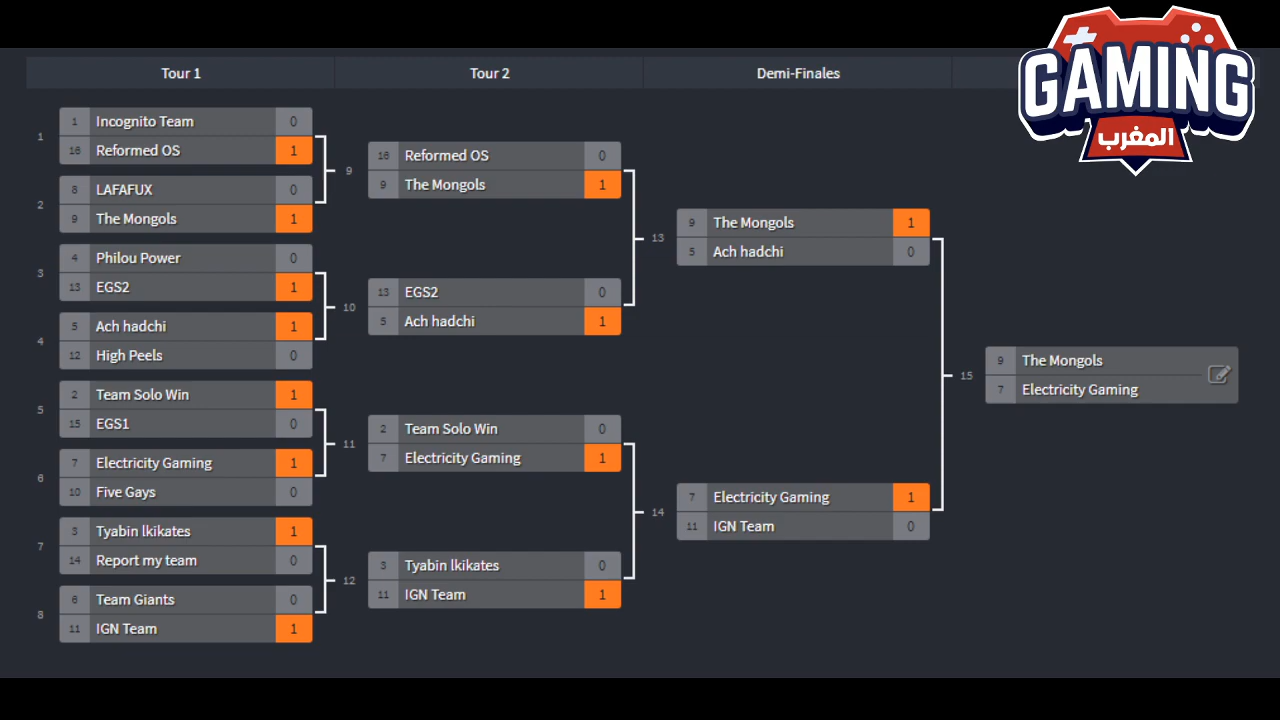 Tour 1
Tour 2
Demi-Finales
GAMING
المغرب
1
1 Incognito Team 0
16 Reformed OS 1
2
8 LAFAFUX 0
9 The Mongols 1
3
4 Philou Power 0
13 EGS2 1
4
5 Ach hadchi 1
12 High Peels 0
5
2 Team Solo Win 1
15 EGS1 0
6
7 Electricity Gaming 1
10 Five Gays 0
7
3 Tyabin lkikates 1
14 Report my team 0
8
6 Team Giants 0
11 IGN Team 1
9
16 Reformed OS 0
9 The Mongols 1
10
13 EGS2 0
5 Ach hadchi 1
11
2 Team Solo Win 0
7 Electricity Gaming 1
12
3 Tyabin lkikates 0
11 IGN Team 1
13
9 The Mongols 1
5 Ach hadchi 0
14
7 Electricity Gaming 1
11 IGN Team 0
15
9 The Mongols
7 Electricity Gaming